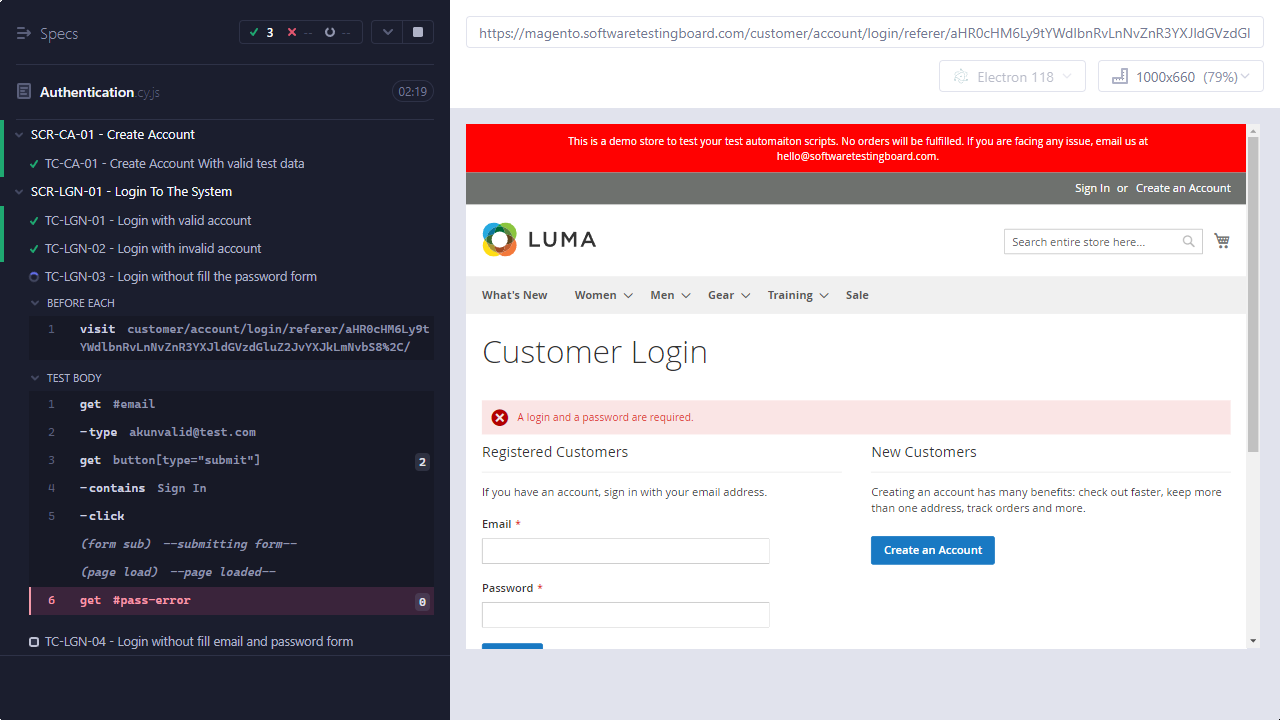 Specs
3 -- --
Authentication.cy.js 02:19
SCR-CA-01 - Create Account
TC-CA-01 - Create Account With valid test data
SCR-LGN-01 - Login To The System
TC-LGN-01 - Login with valid account
TC-LGN-02 - Login with invalid account
TC-LGN-03 - Login without fill the password form
BEFORE EACH
1 visit customer/account/login/referer/aHR0cHM6Ly9t
YWdlbnRvLnNvZnR3YXJldGVzdGluZ2JvYXJkLmNvbS8%2C/
TEST BODY
1 get #email
2 -type akunvalid@test.com
3 get button[type="submit"] 2
4 -contains Sign In
5 -click
(form sub) --submitting form--
(page load) --page loaded--
6 get #pass-error 0
TC-LGN-04 - Login without fill email and password form
https://magento.softwaretestingboard.com/customer/account/login/referer/aHR0cHM6Ly9tYWdlbnRvLnNvZnR3YXJldGVzdGl
Electron 118
1000x660 (79%)
This is a demo store to test your test automaiton scripts. No orders will be fulfilled. If you are facing any issue, email us at
hello@softwaretestingboard.com.
Sign In or Create an Account
LUMA
Search entire store here...
What's New Women Men Gear Training Sale
Customer Login
A login and a password are required.
Registered Customers
If you have an account, sign in with your email address.
Email *
Password *
New Customers
Creating an account has many benefits: check out faster, keep more
than one address, track orders and more.
Create an Account